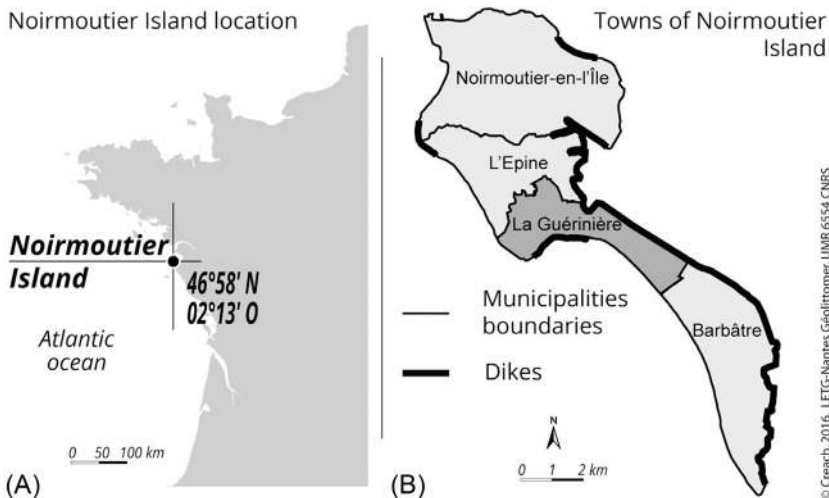 Noirmoutier Island location
Noirmoutier
Island
46°58' N
02°13' O
Atlantic
ocean
0 50 100 km
(A)
Towns of Noirmoutier
Island
Noirmoutier-en-l'Île
L'Epine
La Guérinière
Barbâtre
Municipalities
boundaries
Dikes
N
0 1 2 km
(B)
© Creach, 2016, LETG-Nantes Géolittomer, UMR 6554 CNRS